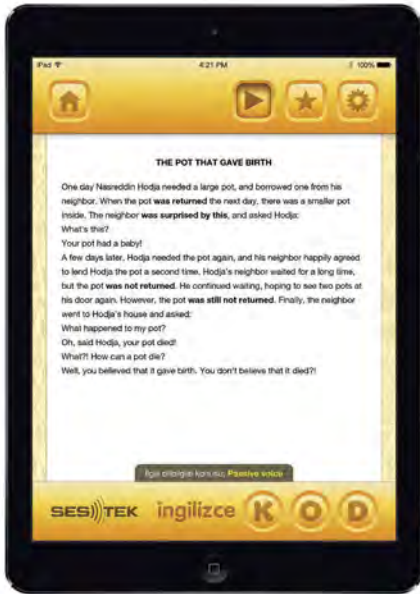 iPad
4:21 PM
100%
THE POT THAT GAVE BIRTH
One day Nasreddin Hodja needed a large pot, and borrowed one from his
neighbor. When the pot was returned the next day, there was a smaller pot
inside. The neighbor was surprised by this, and asked Hodja:
What's this?
Your pot had a baby!
A few days later, Hodja needed the pot again, and his neighbor happily agreed
to lend Hodja the pot a second time. Hodja's neighbor waited for a long time,
but the pot was not returned. He continued waiting, hoping to see two pots at
his door again. However, the pot was still not returned. Finally, the neighbor
went to Hodja's house and asked:
What happened to my pot?
Oh, said Hodja, your pot died!
What?! How can a pot die?
Well, you believed that it gave birth. You don't believe that it died?!
İlgili dilbilgisi konusu: Passive voice
SES TEK ingilizce K O D